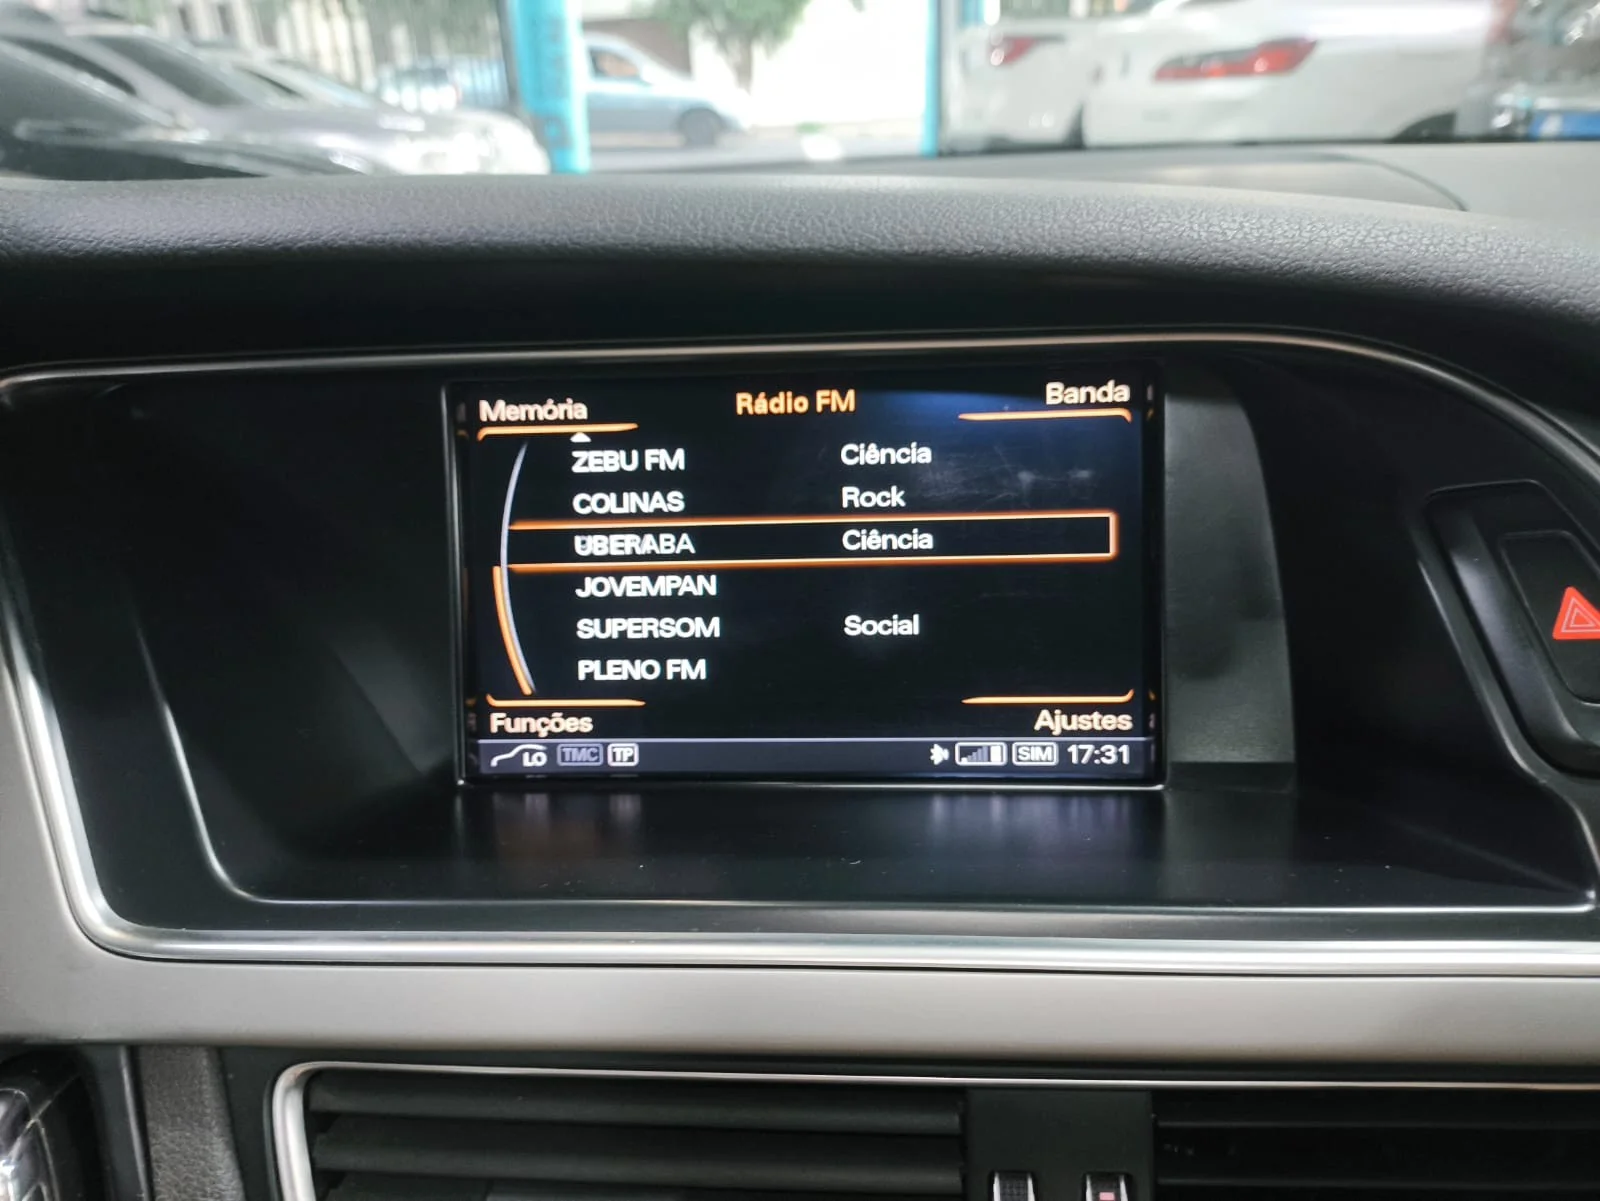 Memória Rádio FM Banda
ZEBU FM Ciência
COLINAS Rock
UBERABA Ciência
JOVEMPAN
SUPERSOM Social
PLENO FM
Funções Ajustes
LO TMC TP SIM 17:31